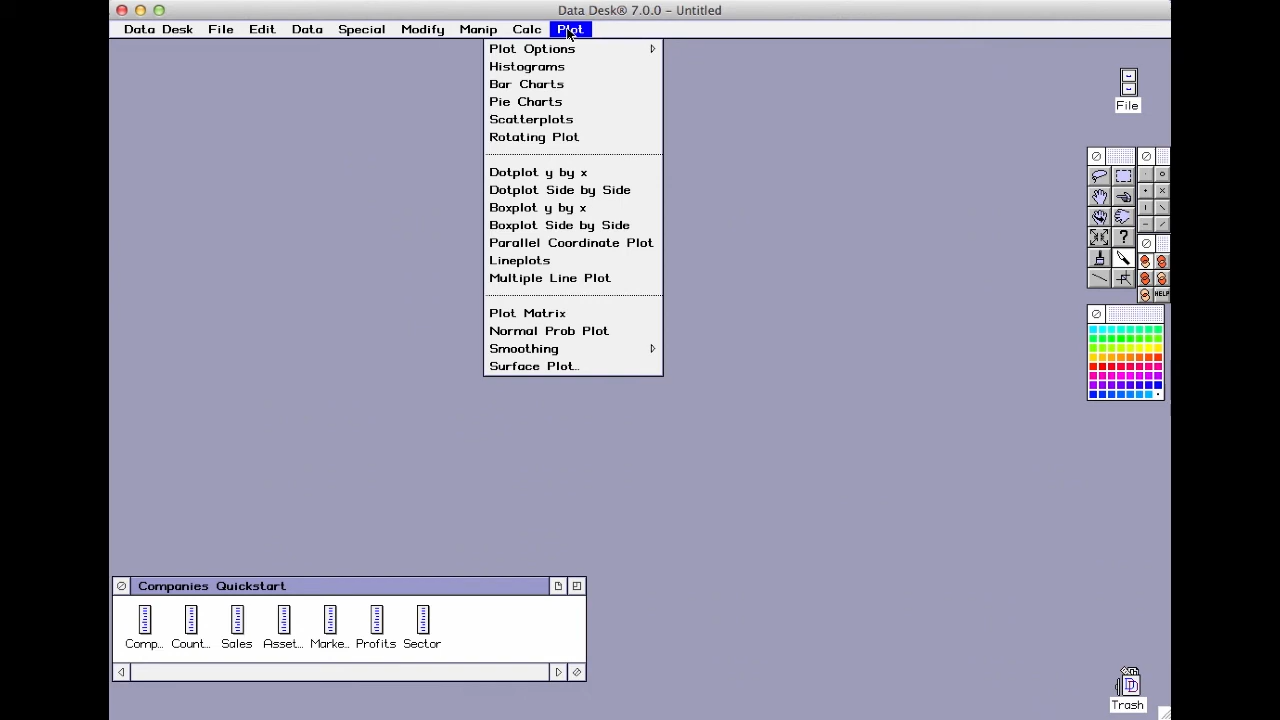 Data Desk® 7.0.0 - Untitled
Data Desk File Edit Data Special Modify Manip Calc Plot
Plot Options
Histograms
Bar Charts
Pie Charts
Scatterplots
Rotating Plot
Dotplot y by x
Dotplot Side by Side
Boxplot y by x
Boxplot Side by Side
Parallel Coordinate Plot
Lineplots
Multiple Line Plot
Plot Matrix
Normal Prob Plot
Smoothing
Surface Plot...
File
?
HELP
Companies Quickstart
Comp... Count... Sales Asset... Marke... Profits Sector
Trash